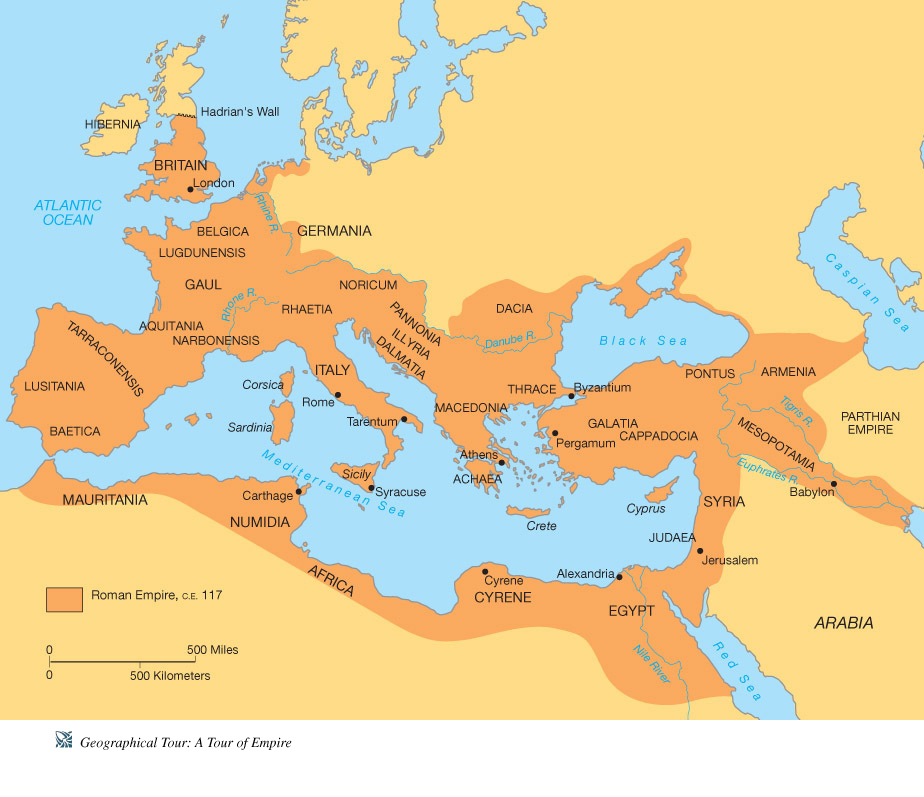 Hadrian's Wall
HIBERNIA
BRITAIN
London
ATLANTIC
OCEAN
Rhine R.
BELGICA
GERMANIA
LUGDUNENSIS
GAUL
NORICUM
Rhone R.
RHAETIA
DACIA
Caspian Sea
PANNONIA
ILLYRIA
DALMATIA
Danube R.
Black Sea
AQUITANIA
NARBONENSIS
TARRACONENSIS
ITALY
PONTUS
ARMENIA
LUSITANIA
Corsica
Rome
THRACE
Byzantium
MACEDONIA
Tigris R.
PARTHIAN
EMPIRE
BAETICA
Sardinia
Tarentum
GALATIA
CAPPADOCIA
Pergamum
MESOPOTAMIA
Athens
ACHAEA
Mediterranean Sea
Sicily
Syracuse
Euphrates R.
Babylon
MAURITANIA
Carthage
NUMIDIA
Crete
Cyprus
SYRIA
JUDAEA
Jerusalem
AFRICA
Cyrene
CYRENE
Alexandria
EGYPT
Nile River
Red Sea
ARABIA
Roman Empire, C.E. 117
0 500 Miles
0 500 Kilometers
Geographical Tour: A Tour of Empire